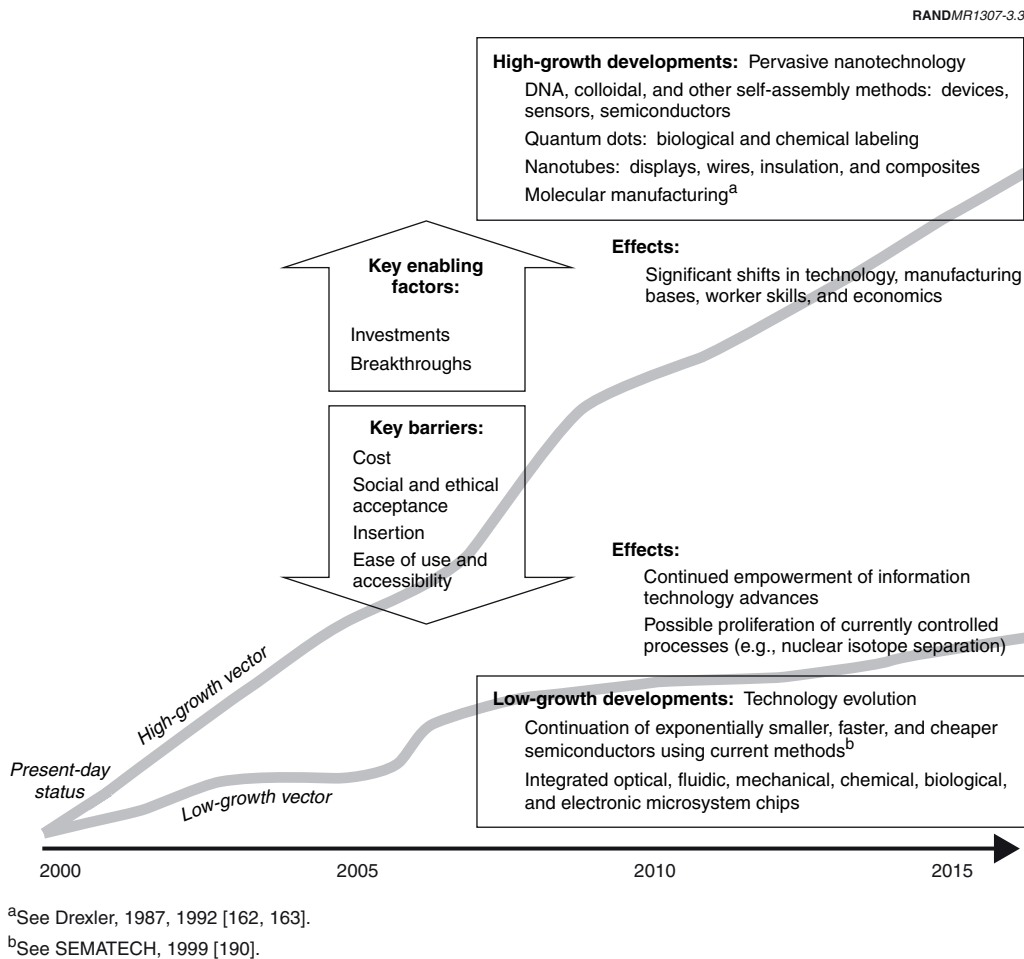 RANDMR1307-3.3
High-growth developments: Pervasive nanotechnology
DNA, colloidal, and other self-assembly methods: devices,
sensors, semiconductors
Quantum dots: biological and chemical labeling
Nanotubes: displays, wires, insulation, and composites
Molecular manufacturinga
Effects:
Significant shifts in technology, manufacturing
bases, worker skills, and economics
Key enabling
factors:
Investments
Breakthroughs
Key barriers:
Cost
Social and ethical
acceptance
Insertion
Ease of use and
accessibility
Effects:
Continued empowerment of information
technology advances
Possible proliferation of currently controlled
processes (e.g., nuclear isotope separation)
High-growth vector
Present-day
status
Low-growth vector
Low-growth developments: Technology evolution
Continuation of exponentially smaller, faster, and cheaper
semiconductors using current methodsb
Integrated optical, fluidic, mechanical, chemical, biological,
and electronic microsystem chips
2000 2005 2010 2015
aSee Drexler, 1987, 1992 [162, 163].
bSee SEMATECH, 1999 [190].